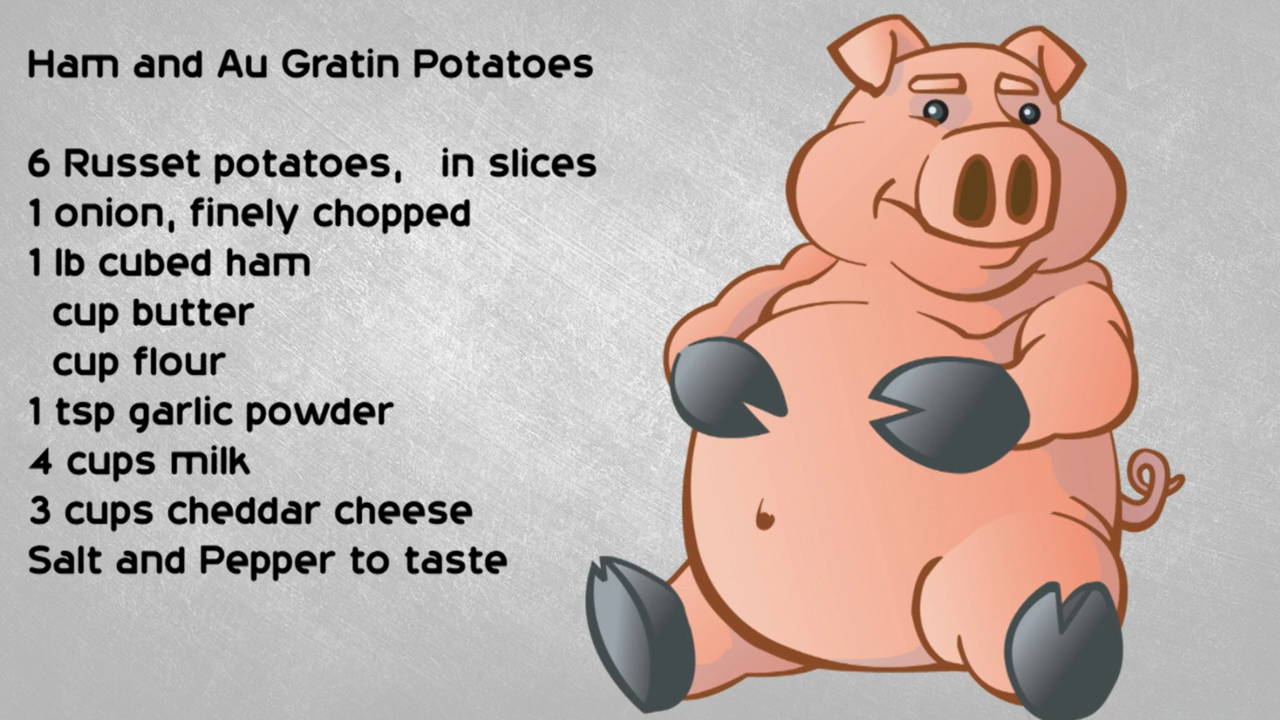 Ham and Au Gratin Potatoes
6 Russet potatoes, in slices
1 onion, finely chopped
1 lb cubed ham
cup butter
cup flour
1 tsp garlic powder
4 cups milk
3 cups cheddar cheese
Salt and Pepper to taste